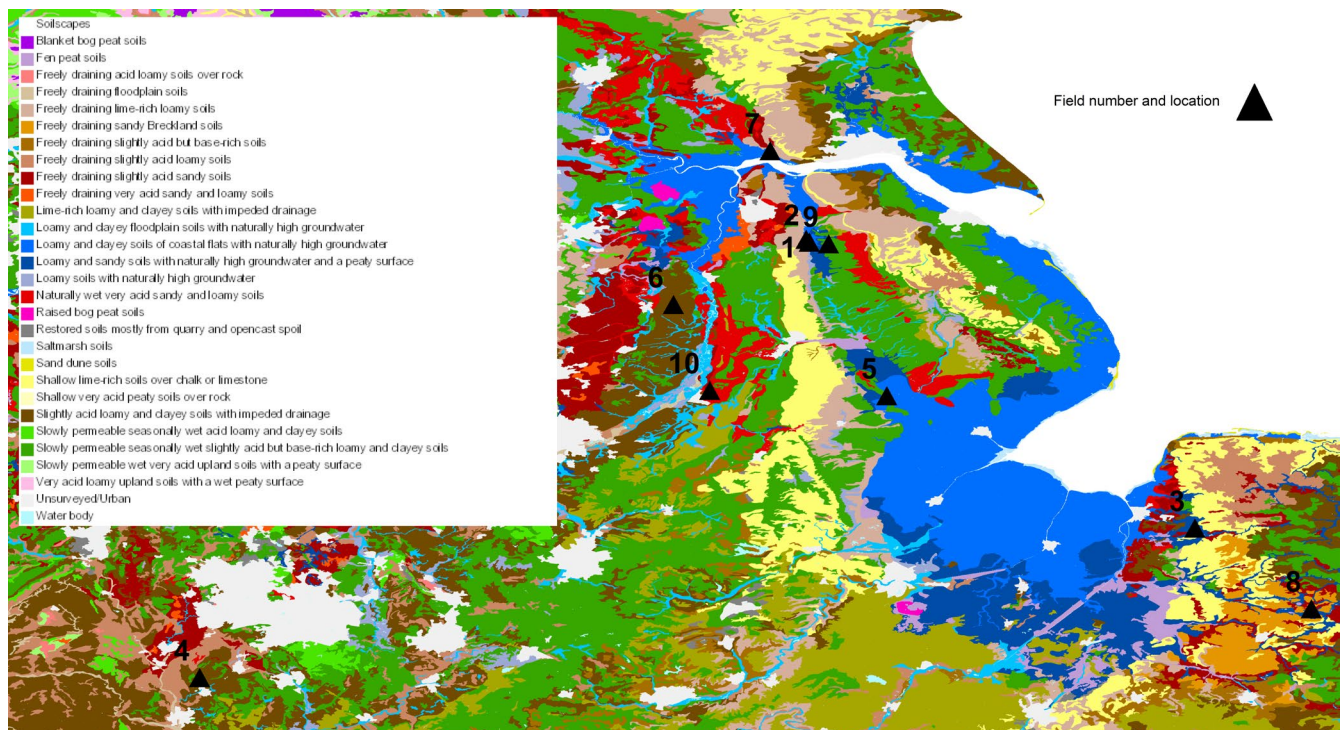 Soilscapes
Blanket bog peat soils
Fen peat soils
Freely draining acid loamy soils over rock
Freely draining floodplain soils
Freely draining lime-rich loamy soils
Freely draining sandy Breckland soils
Freely draining slightly acid but base-rich soils
Freely draining slightly acid loamy soils
Freely draining slightly acid sandy soils
Freely draining very acid sandy and loamy soils
Lime-rich loamy and clayey soils with impeded drainage
Loamy and clayey floodplain soils with naturally high groundwater
Loamy and clayey soils of coastal flats with naturally high groundwater
Loamy and sandy soils with naturally high groundwater and a peaty surface
Loamy soils with naturally high groundwater
Naturally wet very acid sandy and loamy soils
Raised bog peat soils
Restored soils mostly from quarry and opencast spoil
Saltmarsh soils
Sand dune soils
Shallow lime-rich soils over chalk or limestone
Shallow very acid peaty soils over rock
Slightly acid loamy and clayey soils with impeded drainage
Slowly permeable seasonally wet acid loamy and clayey soils
Slowly permeable seasonally wet slightly acid but base-rich loamy and clayey soils
Slowly permeable wet very acid upland soils with a peaty surface
Very acid loamy upland soils with a wet peaty surface
Unsurveyed/Urban
Water body
Field number and location
7
2 9
1
6
10
5
3
8
4